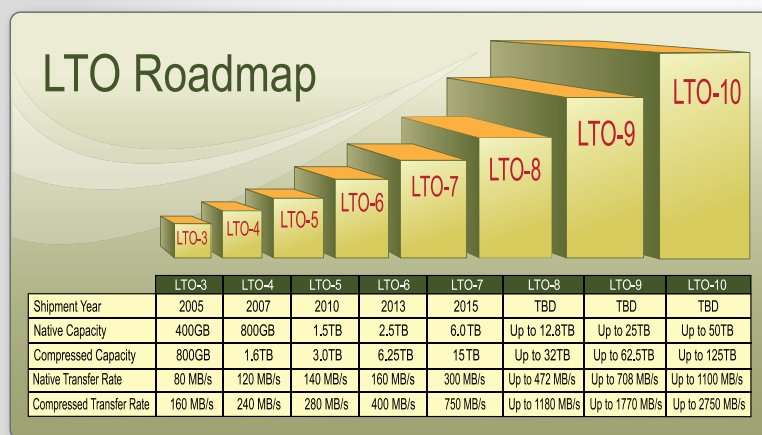 LTO Roadmap
LTO-3
LTO-4
LTO-5
LTO-6
LTO-7
LTO-8
LTO-9
LTO-10
LTO-3 LTO-4 LTO-5 LTO-6 LTO-7 LTO-8 LTO-9 LTO-10
Shipment Year 2005 2007 2010 2013 2015 TBD TBD TBD
Native Capacity 400GB 800GB 1.5TB 2.5TB 6.0TB Up to 12.8TB Up to 25TB Up to 50TB
Compressed Capacity 800GB 1.6TB 3.0TB 6.25TB 15TB Up to 32TB Up to 62.5TB Up to 125TB
Native Transfer Rate 80 MB/s 120 MB/s 140 MB/s 160 MB/s 300 MB/s Up to 472 MB/s Up to 708 MB/s Up to 1100 MB/s
Compressed Transfer Rate 160 MB/s 240 MB/s 280 MB/s 400 MB/s 750 MB/s Up to 1180 MB/s Up to 1770 MB/s Up to 2750 MB/s